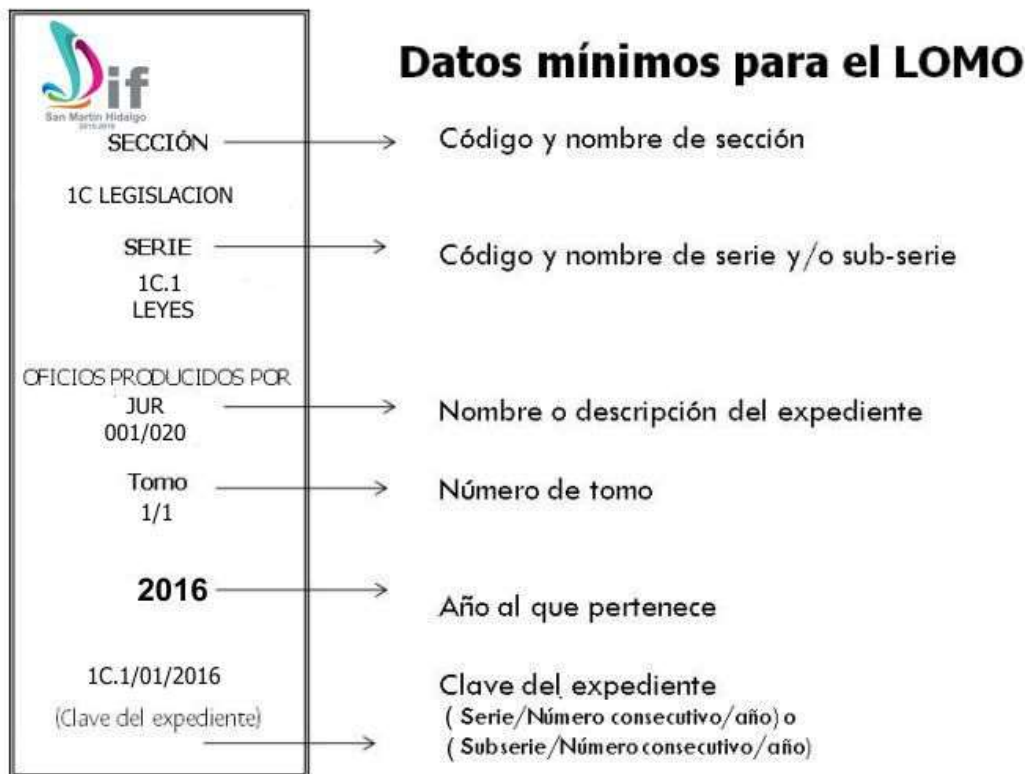 Dif
San Martín Hidalgo
2015-2018
Datos mínimos para el LOMO
SECCIÓN
Código y nombre de sección
1C LEGISLACION
SERIE
Código y nombre de serie y/o sub-serie
1C.1
LEYES
OFICIOS PRODUCIDOS POR
JUR
Nombre o descripción del expediente
001/020
Tomo
Número de tomo
1/1
2016
Año al que pertenece
1C.1/01/2016
(Clave del expediente)
Clave del expediente
( Serie/Número consecutivo/año) o
( Subserie/Número consecutivo/año)